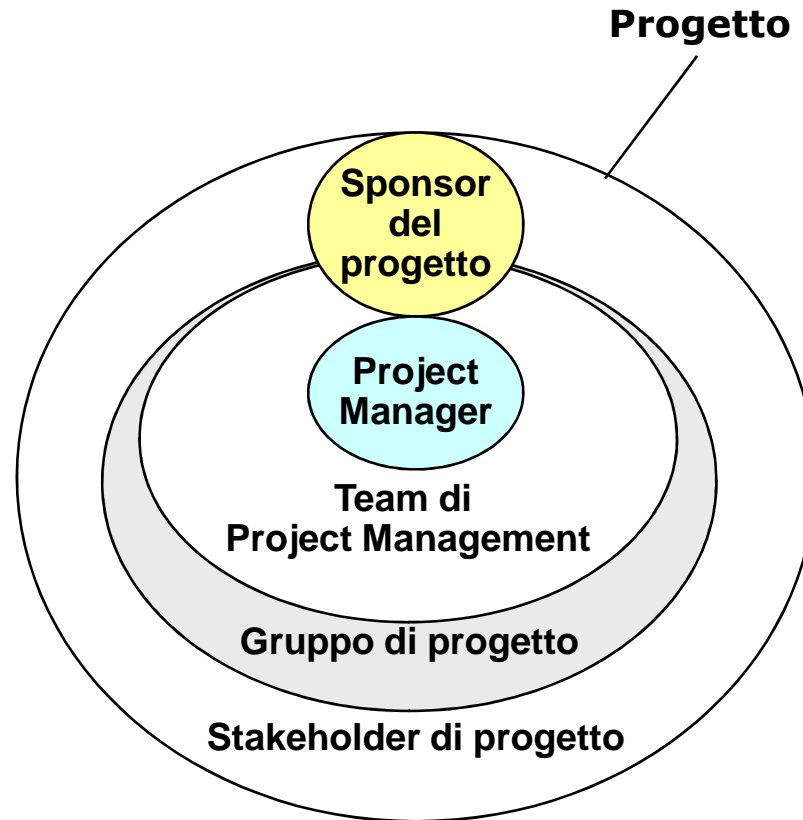 Progetto
Sponsor
del
progetto
Project
Manager
Team di
Project Management
Gruppo di progetto
Stakeholder di progetto